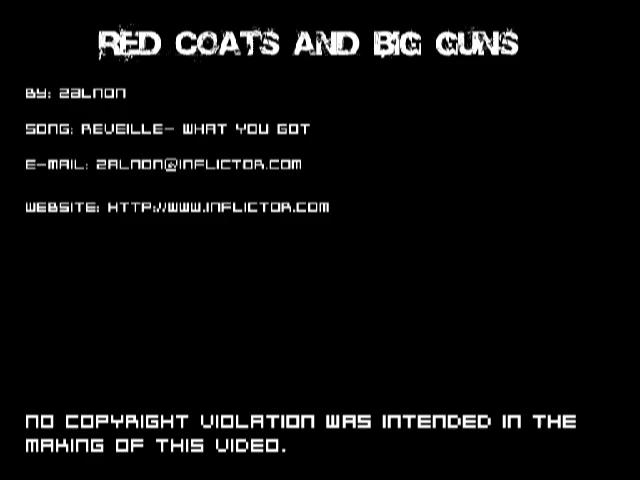 RED COATS AND BIG GUNS
BY: ZALNON
SONG: REVEILLE- WHAT YOU GOT
E-MAIL: ZALNON@INFLICTOR.COM
WEBSITE: HTTP://WWW.INFLICTOR.COM
NO COPYRIGHT VIOLATION WAS INTENDED IN THE
MAKING OF THIS VIDEO.